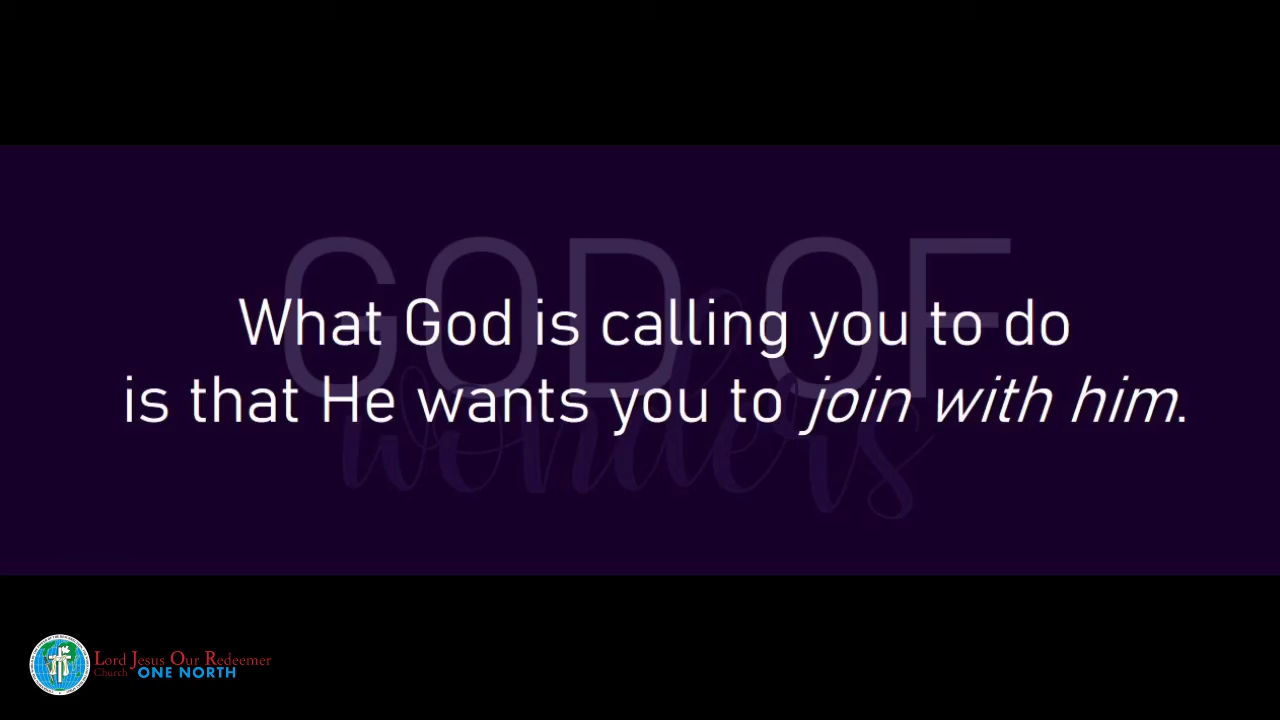 GOD OF
wonders
What God is calling you to do
is that He wants you to join with him.
Lord Jesus Our Redeemer
Church ONE NORTH